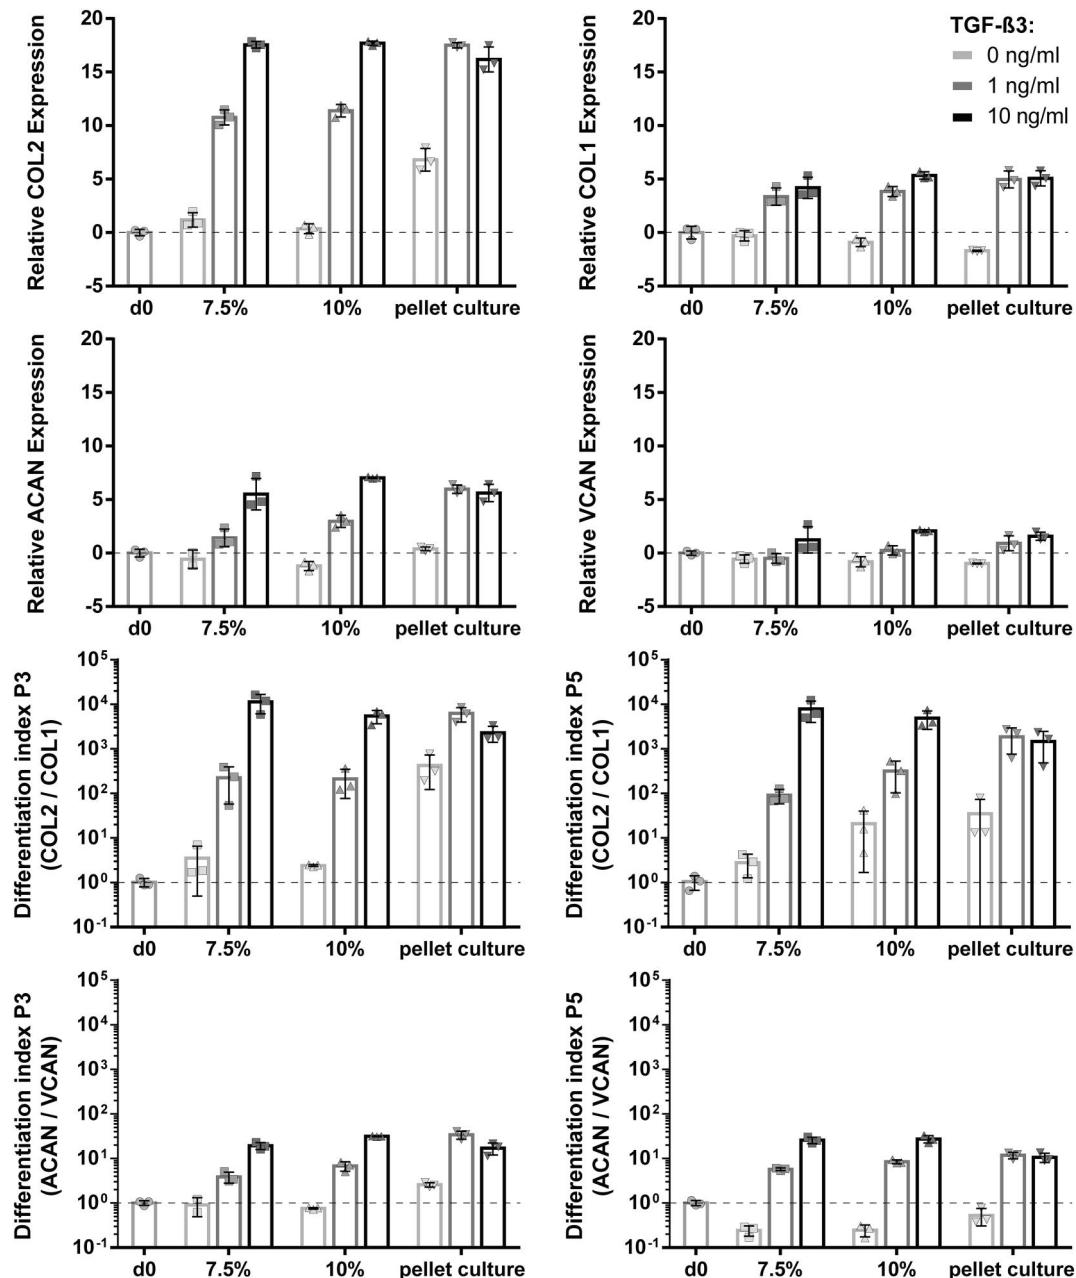 Relative COL2 Expression
20
15
10
5
0
-5
d0 7.5% 10% pellet culture
Relative COL1 Expression
20
15
10
5
0
-5
d0 7.5% 10% pellet culture
TGF-ß3:
0 ng/ml
1 ng/ml
10 ng/ml
Relative ACAN Expression
20
15
10
5
0
-5
d0 7.5% 10% pellet culture
Relative VCAN Expression
20
15
10
5
0
-5
d0 7.5% 10% pellet culture
Differentiation index P3
(COL2 / COL1)
10⁵
10⁴
10³
10²
10¹
10⁰
10⁻¹
d0 7.5% 10% pellet culture
Differentiation index P5
(COL2 / COL1)
10⁵
10⁴
10³
10²
10¹
10⁰
10⁻¹
d0 7.5% 10% pellet culture
Differentiation index P3
(ACAN / VCAN)
10⁵
10⁴
10³
10²
10¹
10⁰
10⁻¹
d0 7.5% 10% pellet culture
Differentiation index P5
(ACAN / VCAN)
10⁵
10⁴
10³
10²
10¹
10⁰
10⁻¹
d0 7.5% 10% pellet culture